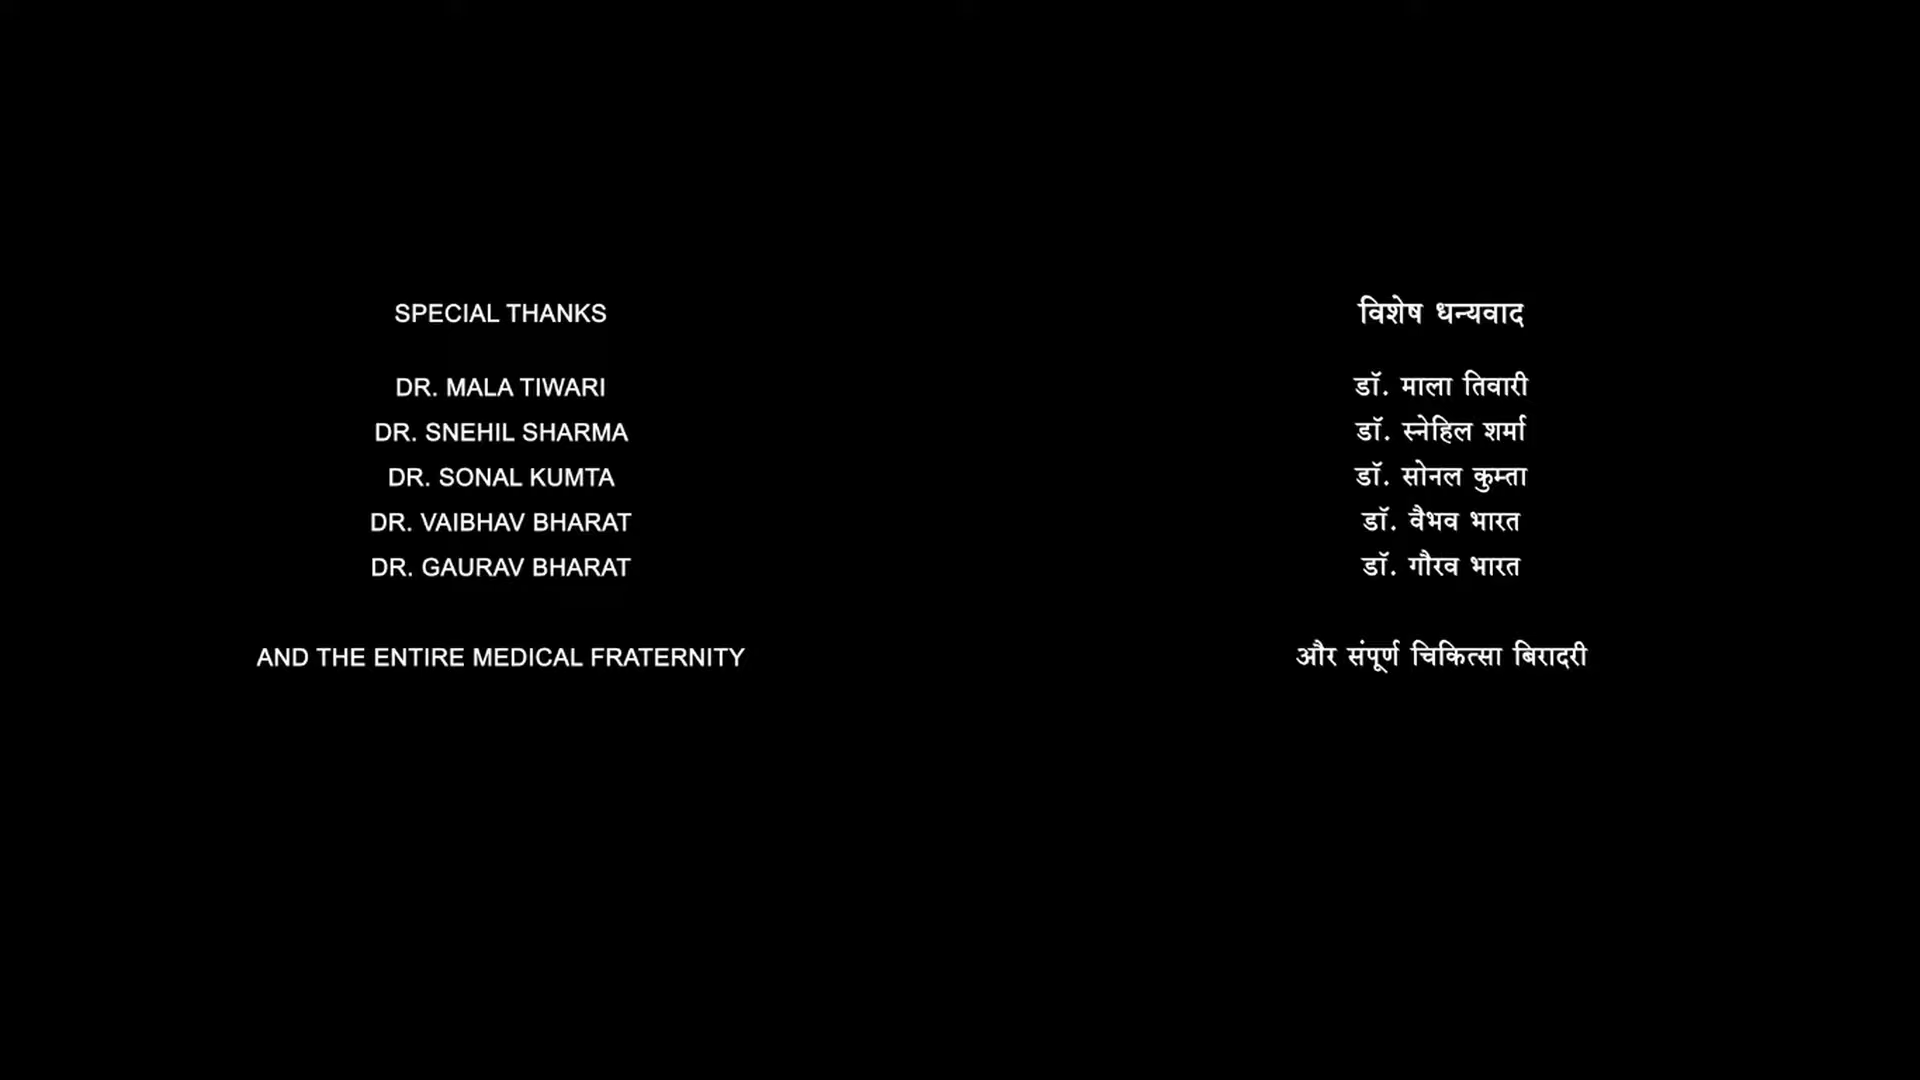 SPECIAL THANKS
DR. MALA TIWARI
DR. SNEHIL SHARMA
DR. SONAL KUMTA
DR. VAIBHAV BHARAT
DR. GAURAV BHARAT
AND THE ENTIRE MEDICAL FRATERNITY
विशेष धन्यवाद
डॉ. माला तिवारी
डॉ. स्नेहिल शर्मा
डॉ. सोनल कुम्ता
डॉ. वैभव भारत
डॉ. गौरव भारत
और संपूर्ण चिकित्सा बिरादरी